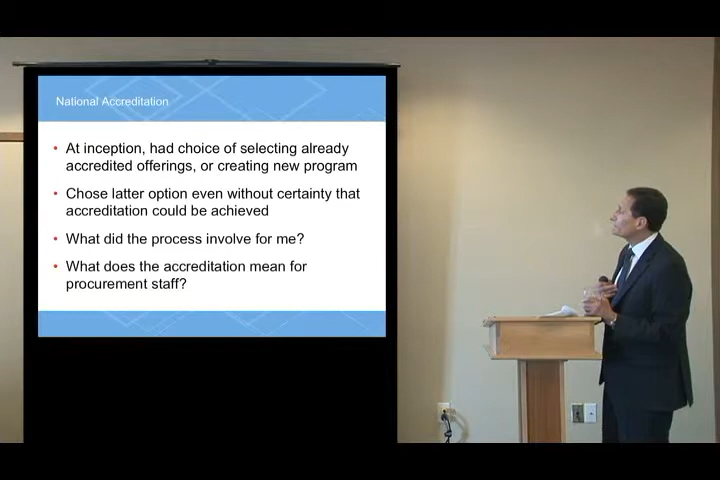 National Accreditation
• At inception, had choice of selecting already
accredited offerings, or creating new program
• Chose latter option even without certainty that
accreditation could be achieved
• What did the process involve for me?
• What does the accreditation mean for
procurement staff?